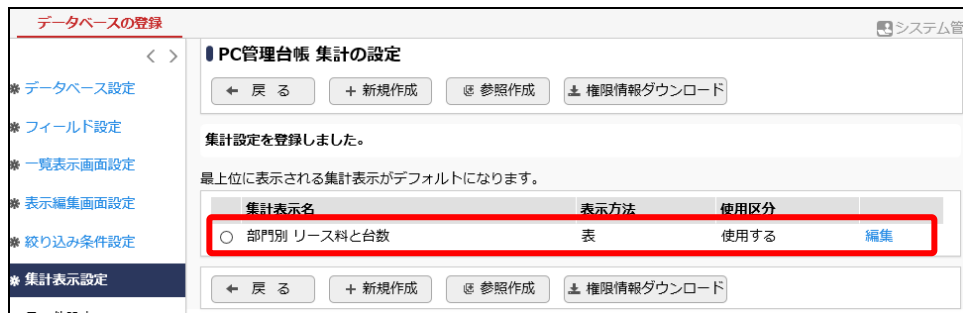 データベースの登録
システム管
< >
PC管理台帳 集計の設定
データベース設定
← 戻 る + 新規作成 参照作成 権限情報ダウンロード
フィールド設定
集計設定を登録しました。
一覧表示画面設定
最上位に表示される集計表示がデフォルトになります。
表示編集画面設定
集計表示名 表示方法 使用区分
絞り込み条件設定
部門別 リース料と台数 表 使用する 編集
集計表示設定
← 戻 る + 新規作成 参照作成 権限情報ダウンロード